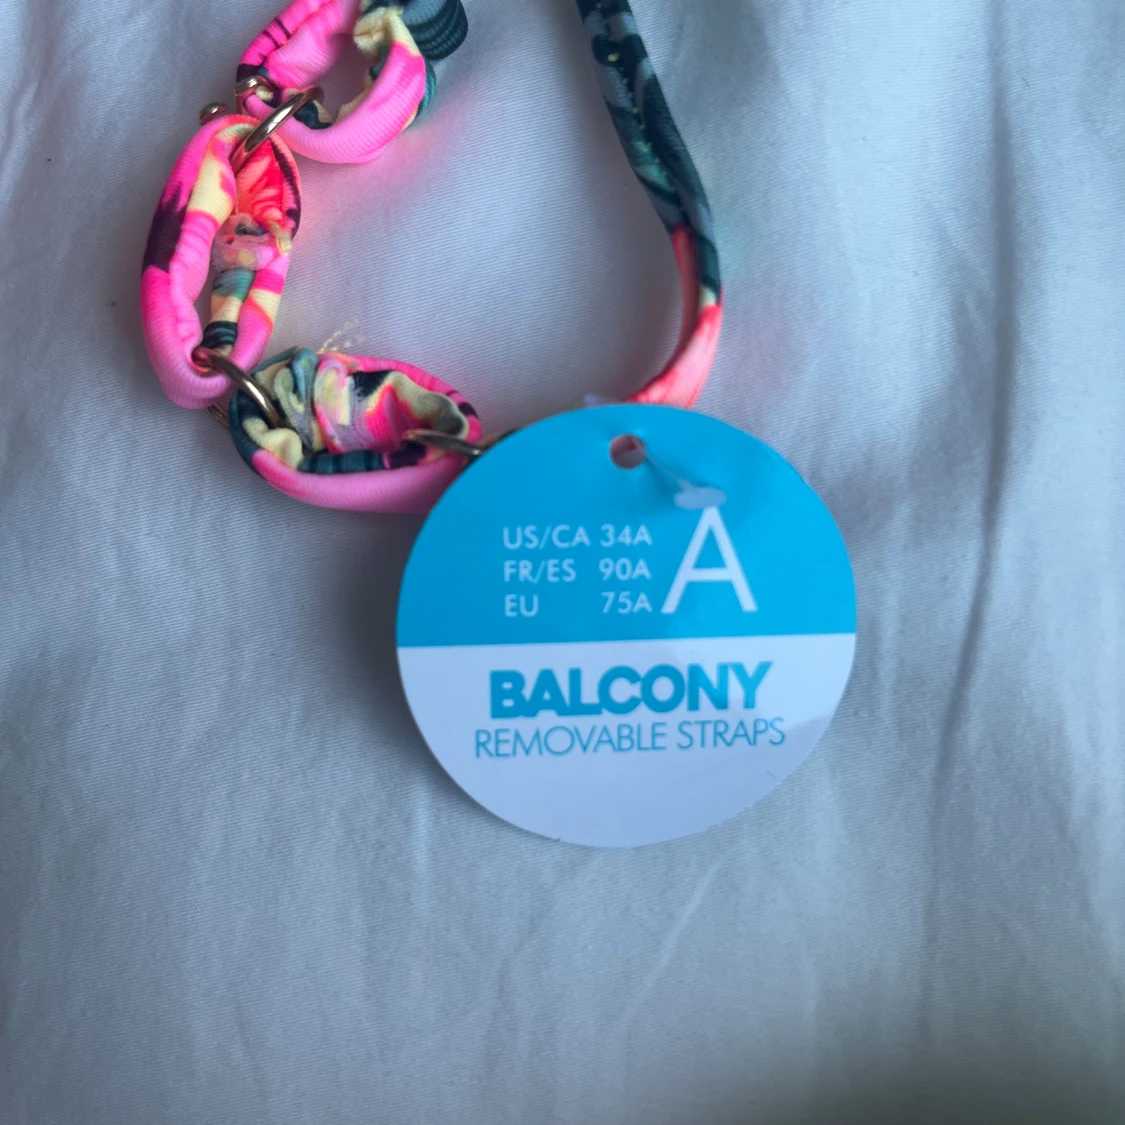 US/CA 34A
FR/ES 90A
EU 75A
A
BALCONY
REMOVABLE STRAPS